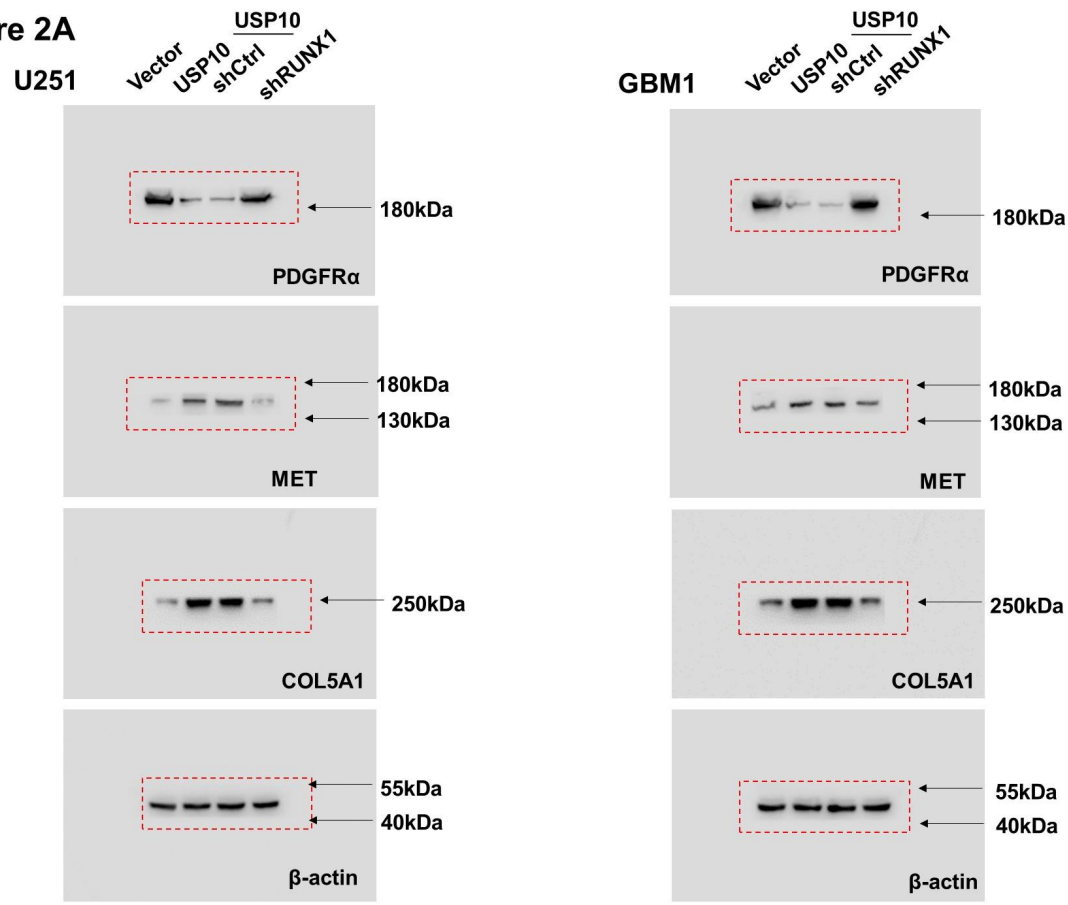 re 2A
U251
Vector
USP10
USP10
shCtrl
shRUNX1
180kDa
PDGFRα
180kDa
130kDa
MET
250kDa
COL5A1
55kDa
40kDa
β-actin
GBM1
Vector
USP10
USP10
shCtrl
shRUNX1
180kDa
PDGFRα
180kDa
130kDa
MET
250kDa
COL5A1
55kDa
40kDa
β-actin